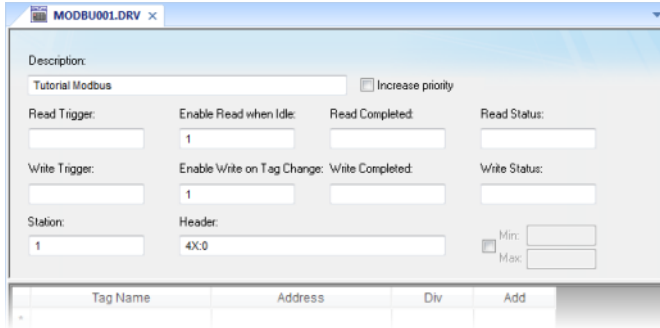 MODBU001.DRV ×
Description:
Tutorial Modbus
Increase priority
Read Trigger: Enable Read when Idle: Read Completed: Read Status:
1
Write Trigger: Enable Write on Tag Change: Write Completed: Write Status:
1
Station: Header:
1 4X:0
Min:
Max:
Tag Name Address Div Add
*